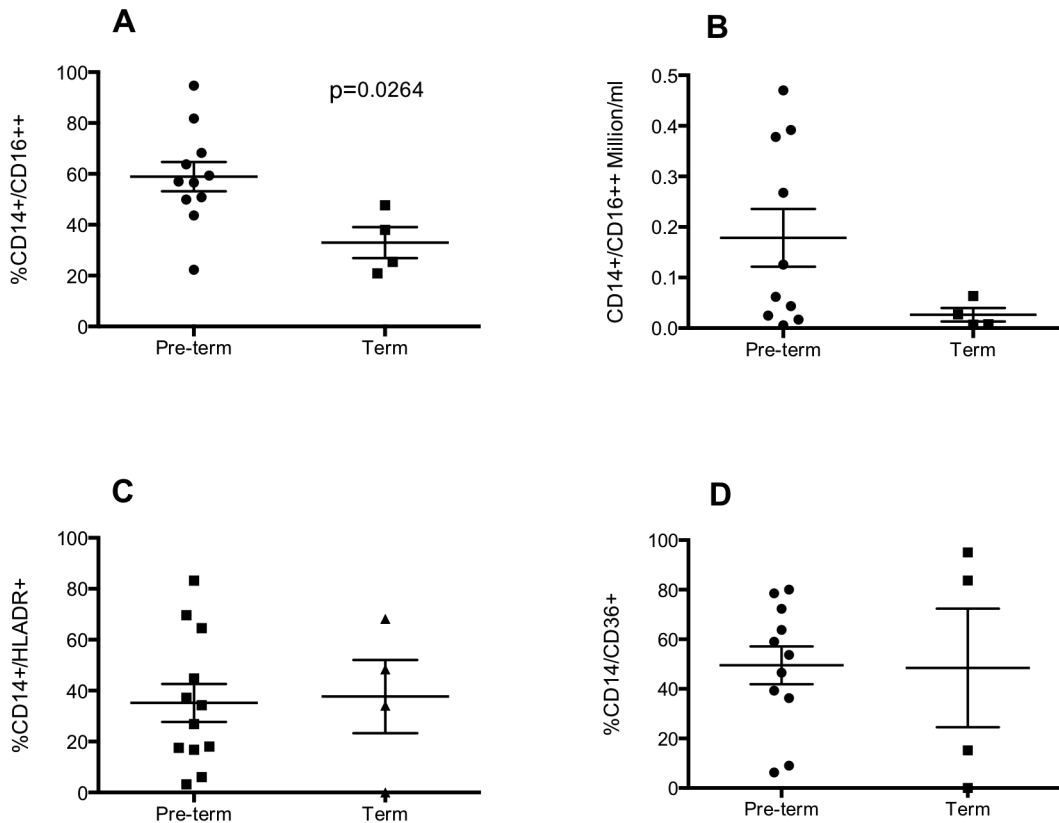 A
%CD14+/CD16++
100
80
60
40
20
0
p=0.0264
Pre-term Term
B
CD14+/CD16++ Million/ml
0.5
0.4
0.3
0.2
0.1
0.0
Pre-term Term
C
%CD14+/HLADR+
100
80
60
40
20
0
Pre-term Term
D
%CD14/CD36+
100
80
60
40
20
0
Pre-term Term